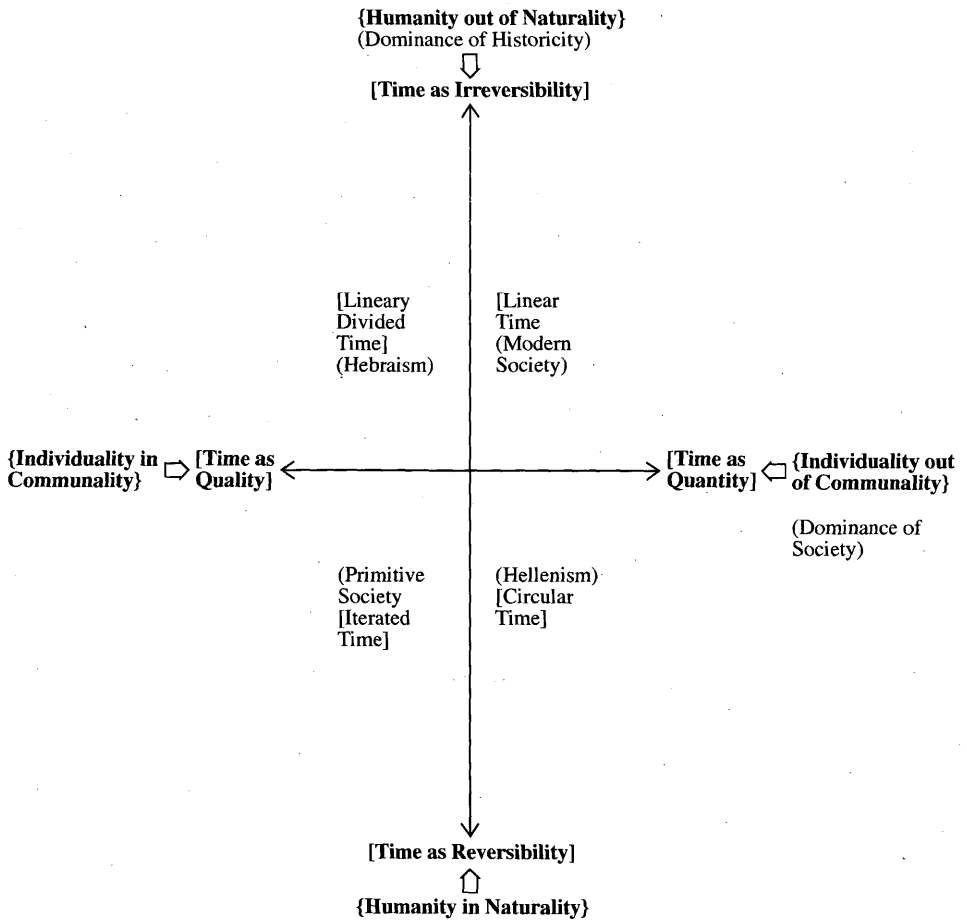 {Humanity out of Naturality}
(Dominance of Historicity)
[Time as Irreversibility]
[Lineary
Divided
Time]
(Hebraism)
[Linear
Time
(Modern
Society)
{Individuality in
Communality}
[Time as
Quality]
[Time as
Quantity]
{Individuality out
of Communality}
(Dominance of
Society)
(Primitive
Society
[Iterated
Time]
(Hellenism)
[Circular
Time]
[Time as Reversibility]
{Humanity in Naturality}